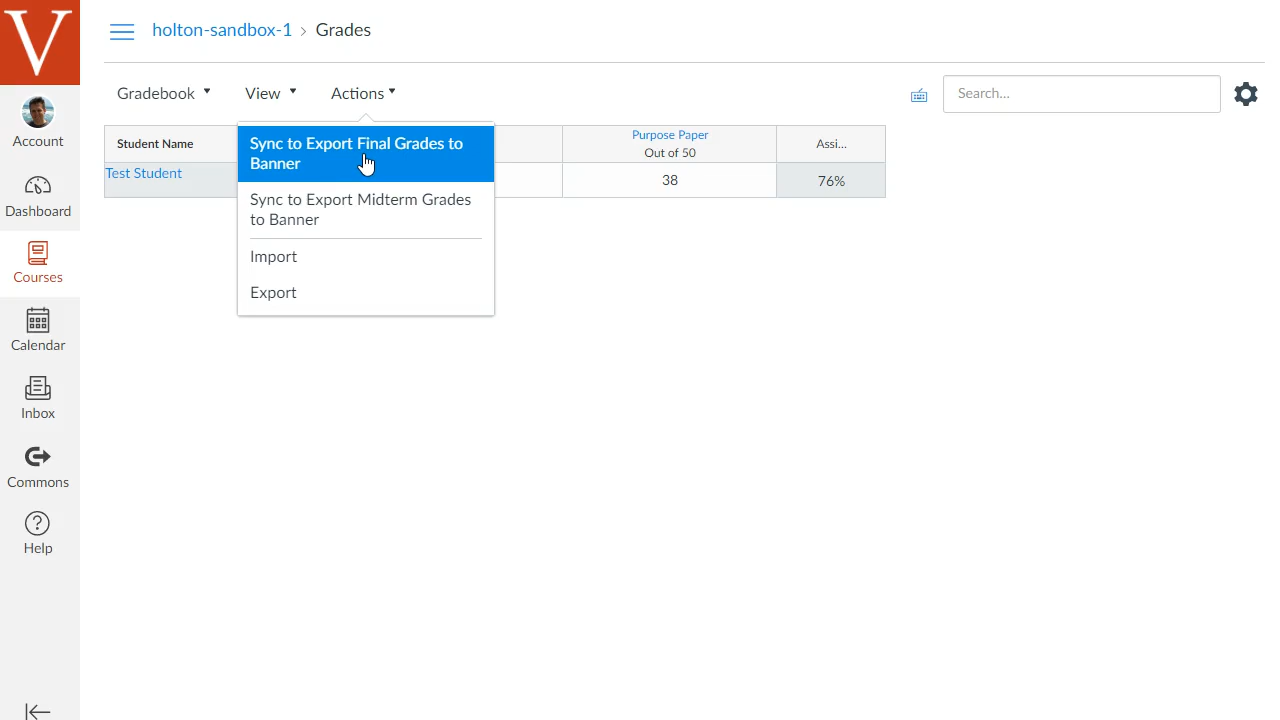 V
holton-sandbox-1 > Grades
Gradebook
View
Actions
Search...
Account
Dashboard
Courses
Calendar
Inbox
Commons
Help
Student Name
Purpose Paper
Out of 50
Assi...
Test Student
38
76%
Sync to Export Final Grades to
Banner
Sync to Export Midterm Grades
to Banner
Import
Export